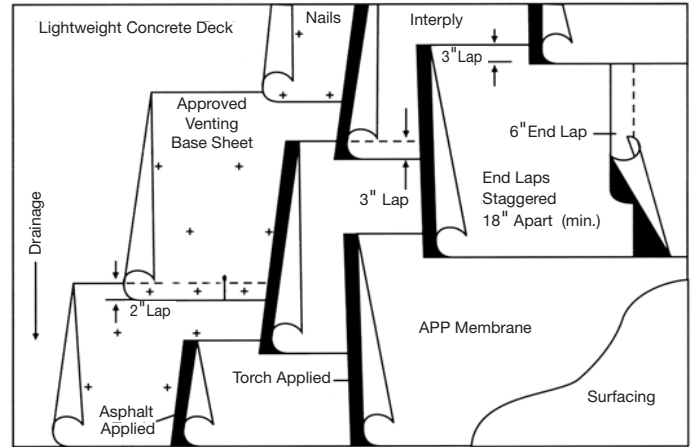 Lightweight Concrete Deck
Nails
Interply
3" Lap
Approved
Venting
Base Sheet
6" End Lap
3" Lap
End Laps
Staggered
18" Apart (min.)
Drainage
2" Lap
APP Membrane
Torch Applied
Surfacing
Asphalt
Applied